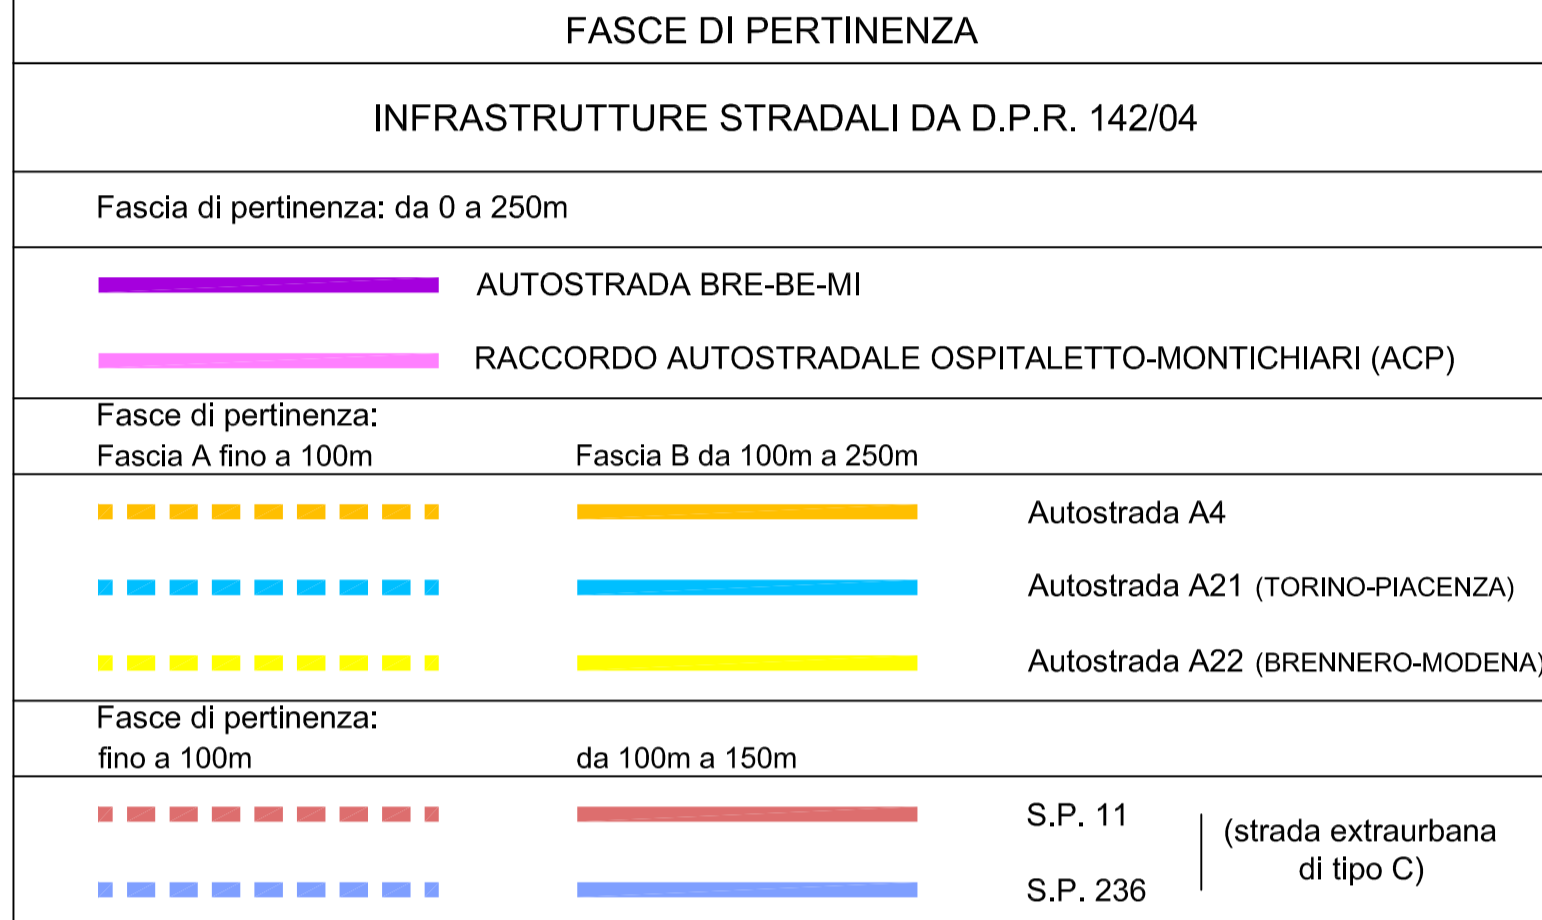 FASCE DI PERTINENZA
INFRASTRUTTURE STRADALI DA D.P.R. 142/04
Fascia di pertinenza: da 0 a 250m
AUTOSTRADA BRE-BE-MI
RACCORDO AUTOSTRADALE OSPITALETTO-MONTICHIARI (ACP)
Fasce di pertinenza:
Fascia A fino a 100m Fascia B da 100m a 250m
Autostrada A4
Autostrada A21 (TORINO-PIACENZA)
Autostrada A22 (BRENNERO-MODENA)
Fasce di pertinenza:
fino a 100m da 100m a 150m
S.P. 11
(strada extraurbana
di tipo C)
S.P. 236